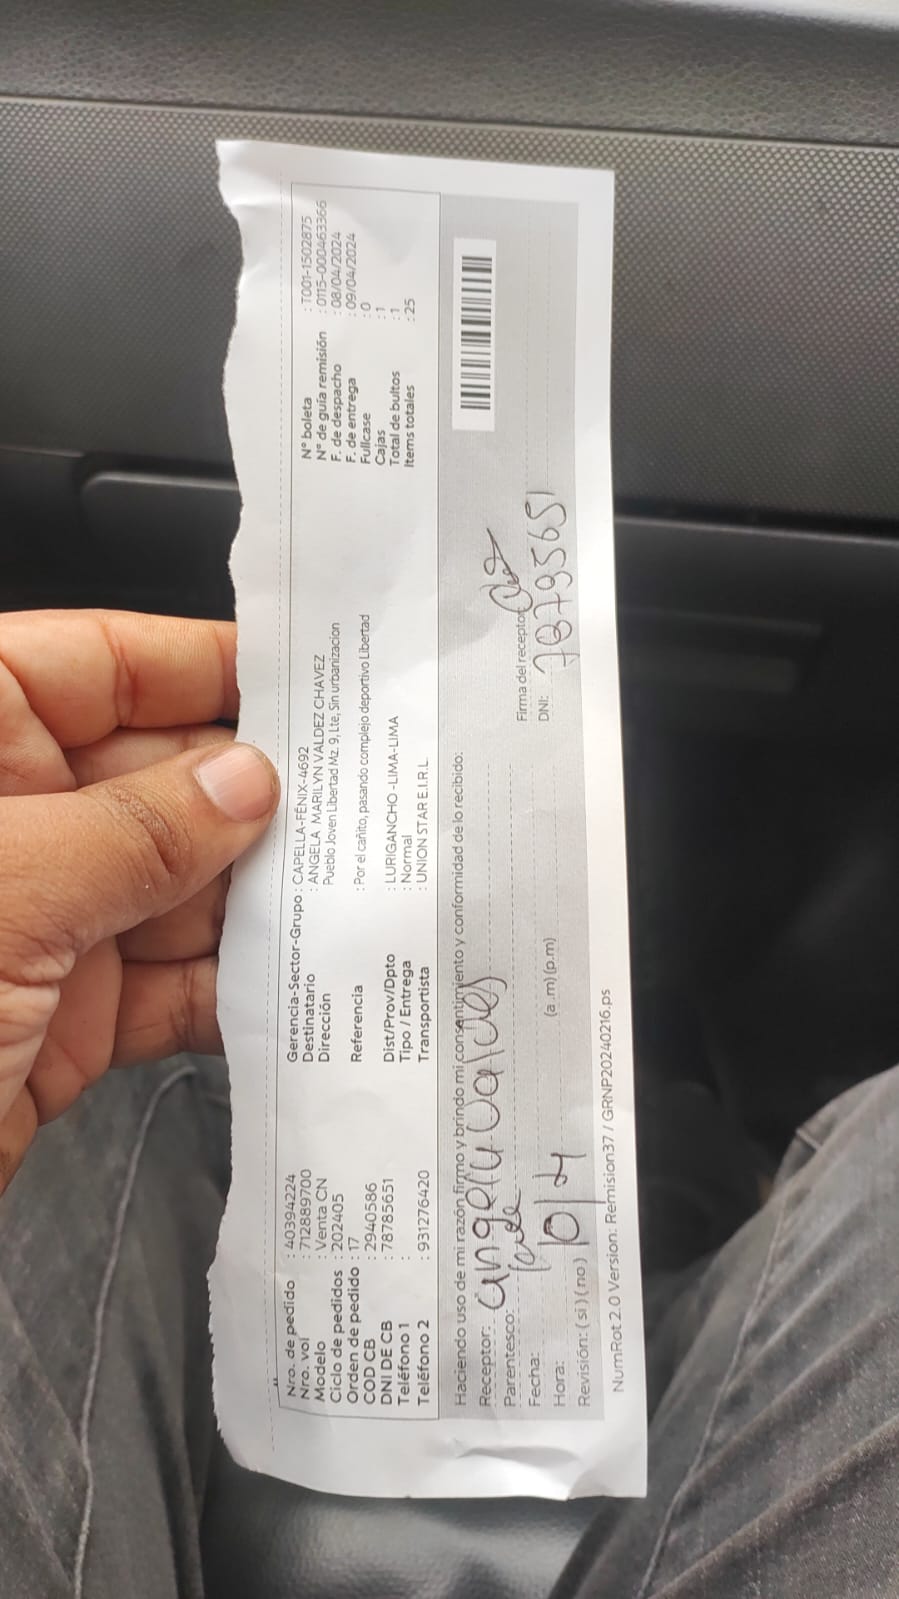 Nro. de pedido : 40394224
Nro. vol : 712889700
Modelo : Venta CN
Ciclo de pedidos : 202405
Orden de pedido : 17
COD CB : 2940586
DNI DE CB : 78785651
Teléfono 1 :
Teléfono 2 : 931276420
Gerencia-Sector-Grupo : CAPELLA-FÉNIX-4692
Destinatario : ANGELA MARILYN VALDEZ CHAVEZ
Dirección Pueblo Joven Libertad Mz. 9, Lte, Sin urbanizacion
Referencia : Por el cañito, pasando complejo deportivo Libertad
Dist/Prov/Dpto : LURIGANCHO -LIMA-LIMA
Tipo / Entrega : Normal
Transportista : UNION STAR E.I.R.L
N° boleta : T001-1502875
N° de guia remisión : 0115-000463366
F. de despacho : 08/04/2024
F. de entrega : 09/04/2024
Fullcase : 0
Cajas : 1
Total de bultos : 1
Items totales : 25
Haciendo uso de mi razón firmo y brindo mi consentimiento y conformidad de lo recibido:
Receptor: angela Valdes
Parentesco:
Fecha: 10/4
Hora: (a .m) (p.m)
Revisión: ( si ) ( no )
Firma del receptor
DNI:
NumRot 2.0 Version: Remision37 / GRNP20240216.ps